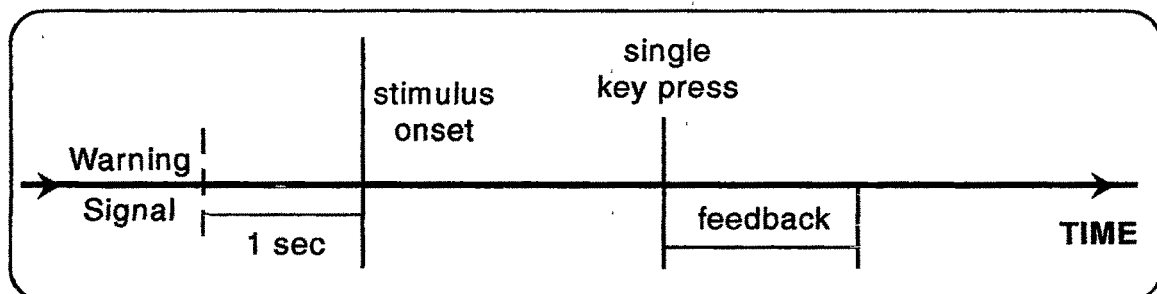 single
key press
stimulus
onset
Warning
Signal
1 sec
feedback
TIME